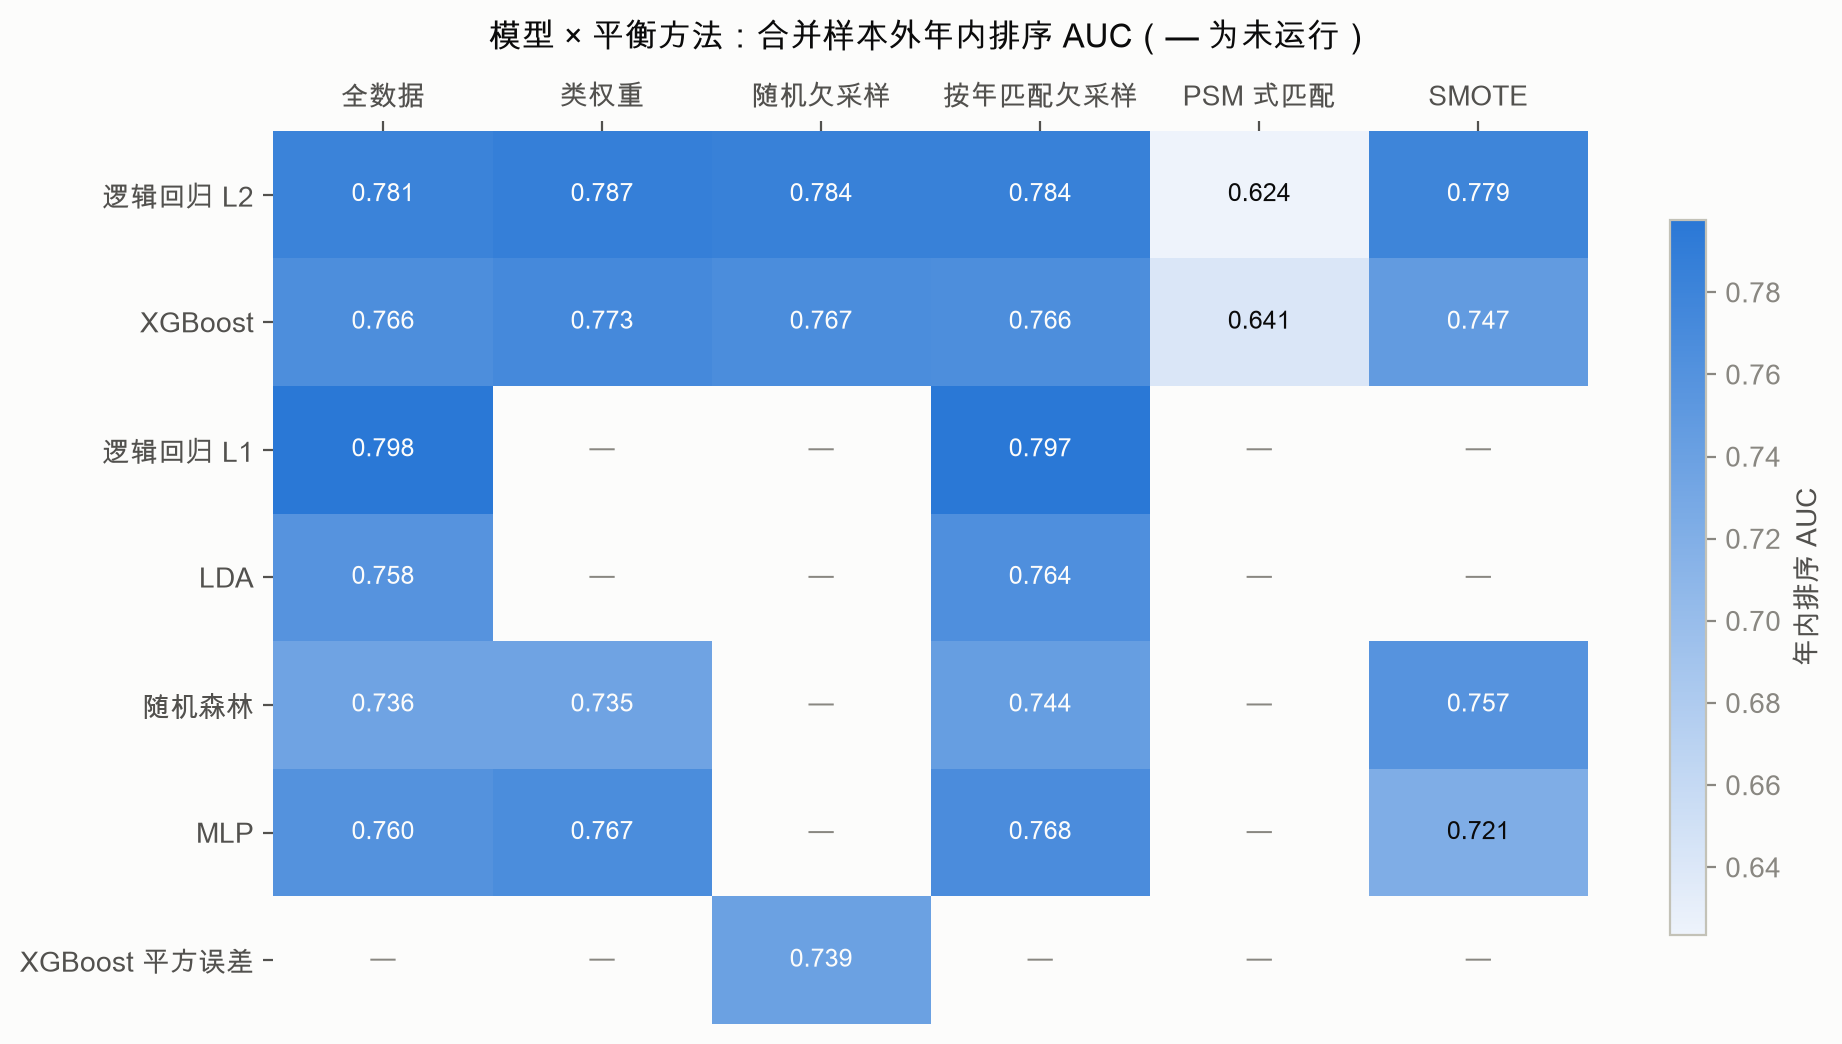 模型 × 平衡方法：合并样本外年内排序 AUC ( — 为未运行 )
全数据 类权重 随机欠采样 按年匹配欠采样 PSM 式匹配 SMOTE
逻辑回归 L2 0.781 0.787 0.784 0.784 0.624 0.779
XGBoost 0.766 0.773 0.767 0.766 0.641 0.747
逻辑回归 L1 0.798 — — 0.797 — —
LDA 0.758 — — 0.764 — —
随机森林 0.736 0.735 — 0.744 — 0.757
MLP 0.760 0.767 — 0.768 — 0.721
XGBoost 平方误差 — — 0.739 — — —
0.78
0.76
0.74
0.72
0.70
0.68
0.66
0.64
年内排序 AUC